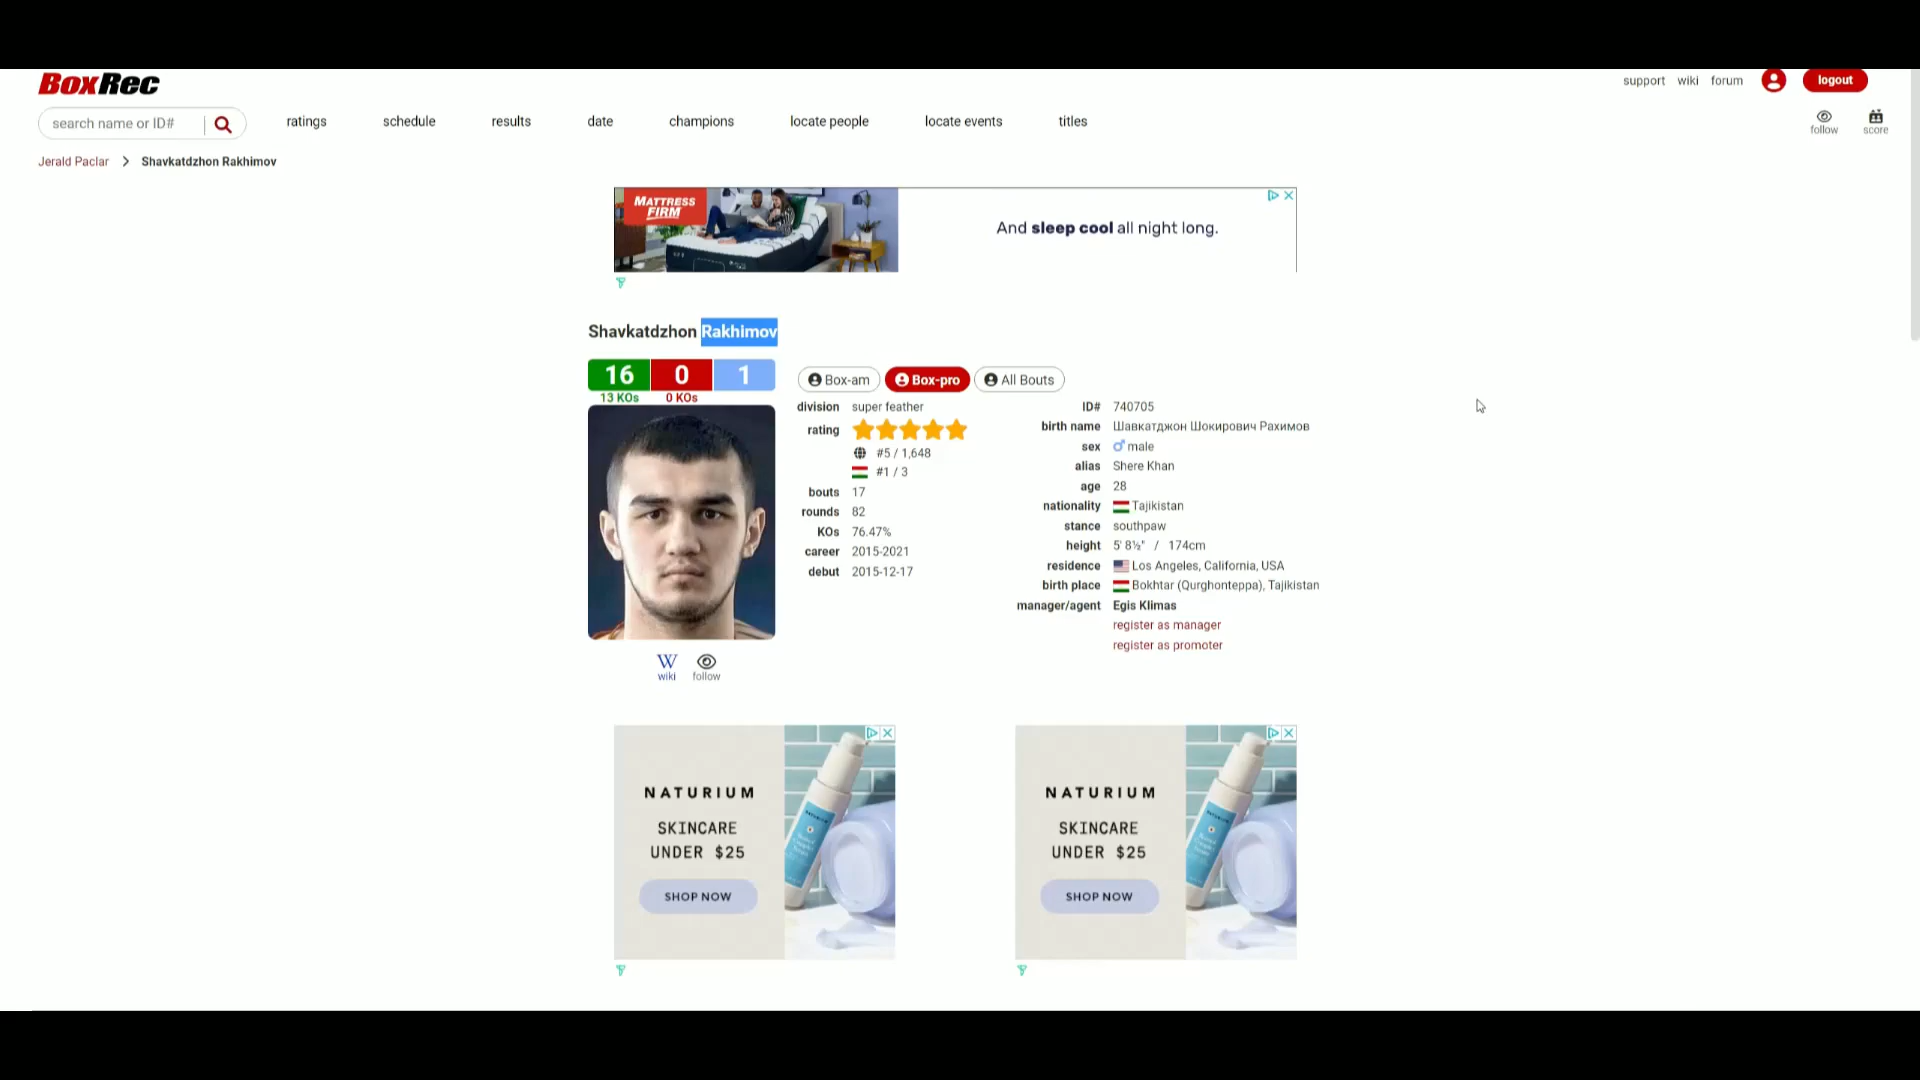 BoxRec
support wiki forum logout
search name or ID#
ratings schedule results date champions locate people locate events titles
follow score
Jerald Paclar > Shavkatdzhon Rakhimov
MATTRESS
FIRM
And sleep cool all night long.
Shavkatdzhon Rakhimov
16 0 1
13 KOs 0 KOs
Box-am Box-pro All Bouts
division super feather
rating
#5 / 1,648
#1 / 3
bouts 17
rounds 82
KOs 76.47%
career 2015-2021
debut 2015-12-17
ID# 740705
birth name Шавкатджон Шокирович Рахимов
sex male
alias Shere Khan
age 28
nationality Tajikistan
stance southpaw
height 5' 8½" / 174cm
residence Los Angeles, California, USA
birth place Bokhtar (Qurghonteppa), Tajikistan
manager/agent Egis Klimas
register as manager
register as promoter
W
wiki follow
NATURIUM
SKINCARE
UNDER $25
SHOP NOW
NATURIUM
SKINCARE
UNDER $25
SHOP NOW